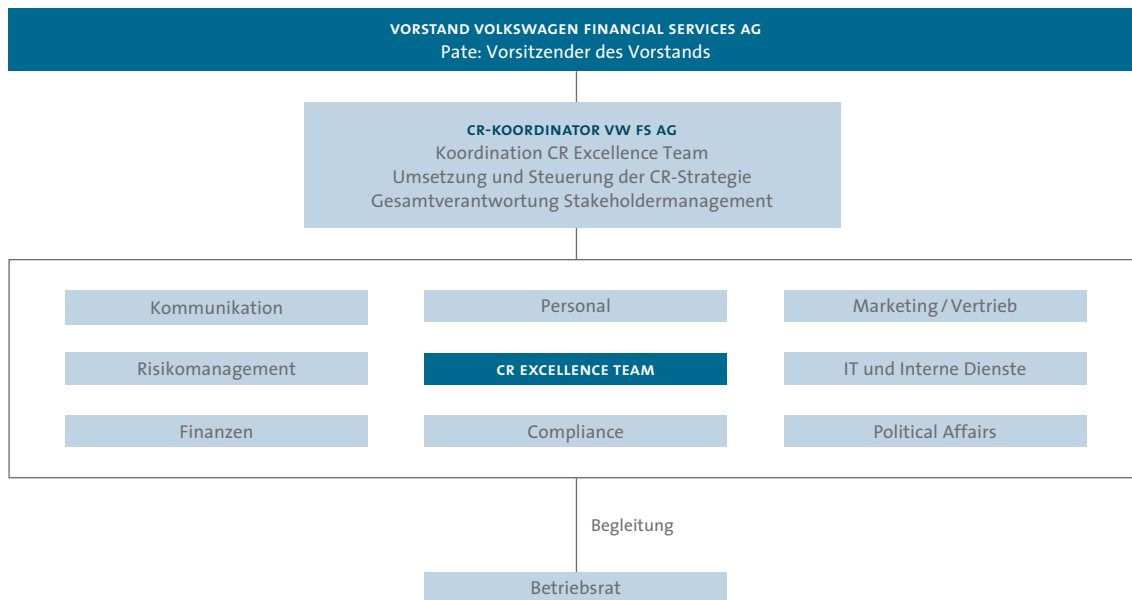 VORSTAND VOLKSWAGEN FINANCIAL SERVICES AG
Pate: Vorsitzender des Vorstands
CR-KOORDINATOR VW FS AG
Koordination CR Excellence Team
Umsetzung und Steuerung der CR-Strategie
Gesamtverantwortung Stakeholdermanagement
Kommunikation
Personal
Marketing / Vertrieb
Risikomanagement
CR EXCELLENCE TEAM
IT und Interne Dienste
Finanzen
Compliance
Political Affairs
Begleitung
Betriebsrat